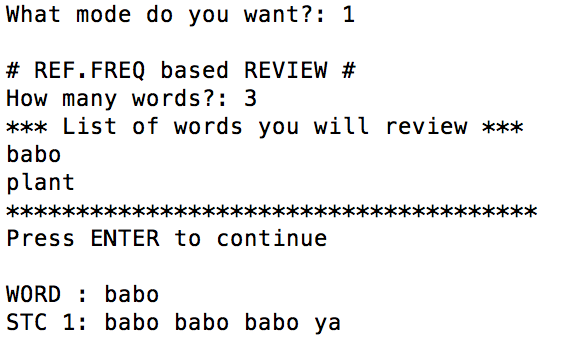 What mode do you want?: 1
# REF.FREQ based REVIEW #
How many words?: 3
*** List of words you will review ***
babo
plant
**************************************
Press ENTER to continue
WORD : babo
STC 1: babo babo babo ya